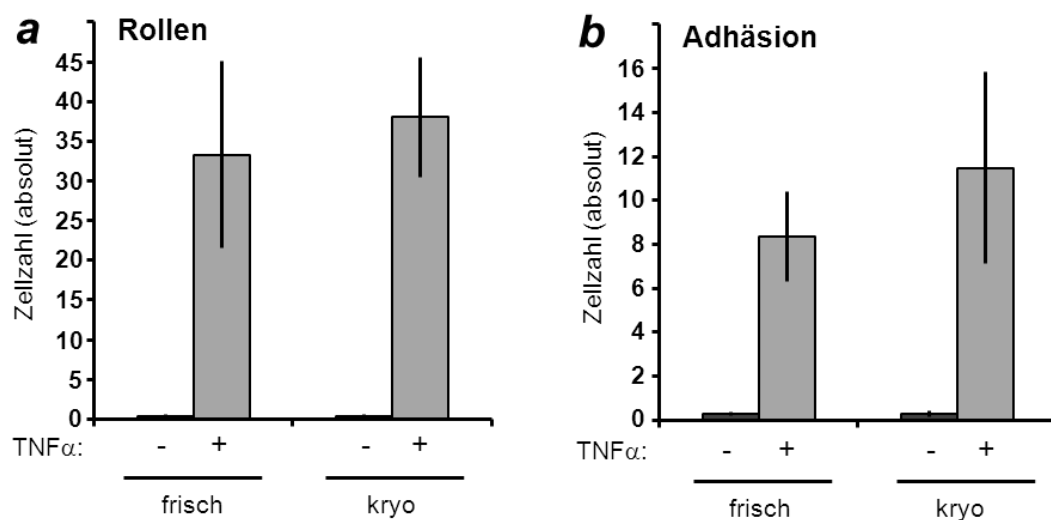 a Rollen
Zellzahl (absolut)
45
40
35
30
25
20
15
10
5
0
TNFα: - + - +
frisch kryo
b Adhäsion
Zellzahl (absolut)
16
14
12
10
8
6
4
2
0
TNFα: - + - +
frisch kryo